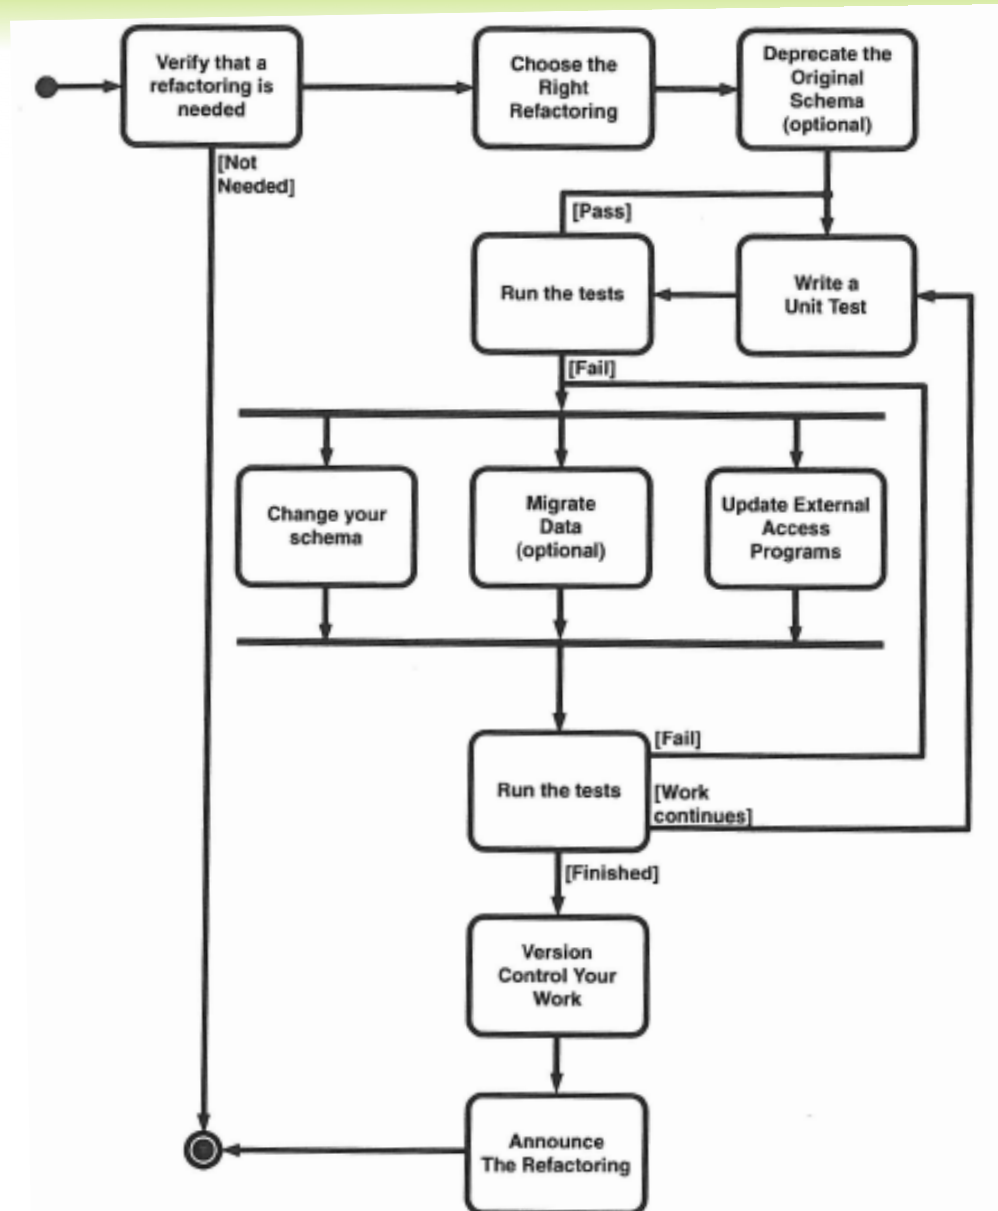 Verify that a
refactoring is
needed
Choose the
Right
Refactoring
Deprecate the
Original
Schema
(optional)
[Not
Needed]
[Pass]
Run the tests
Write a
Unit Test
[Fail]
Change your
schema
Migrate
Data
(optional)
Update External
Access
Programs
Run the tests
[Fail]
[Work
continues]
[Finished]
Version
Control Your
Work
Announce
The Refactoring